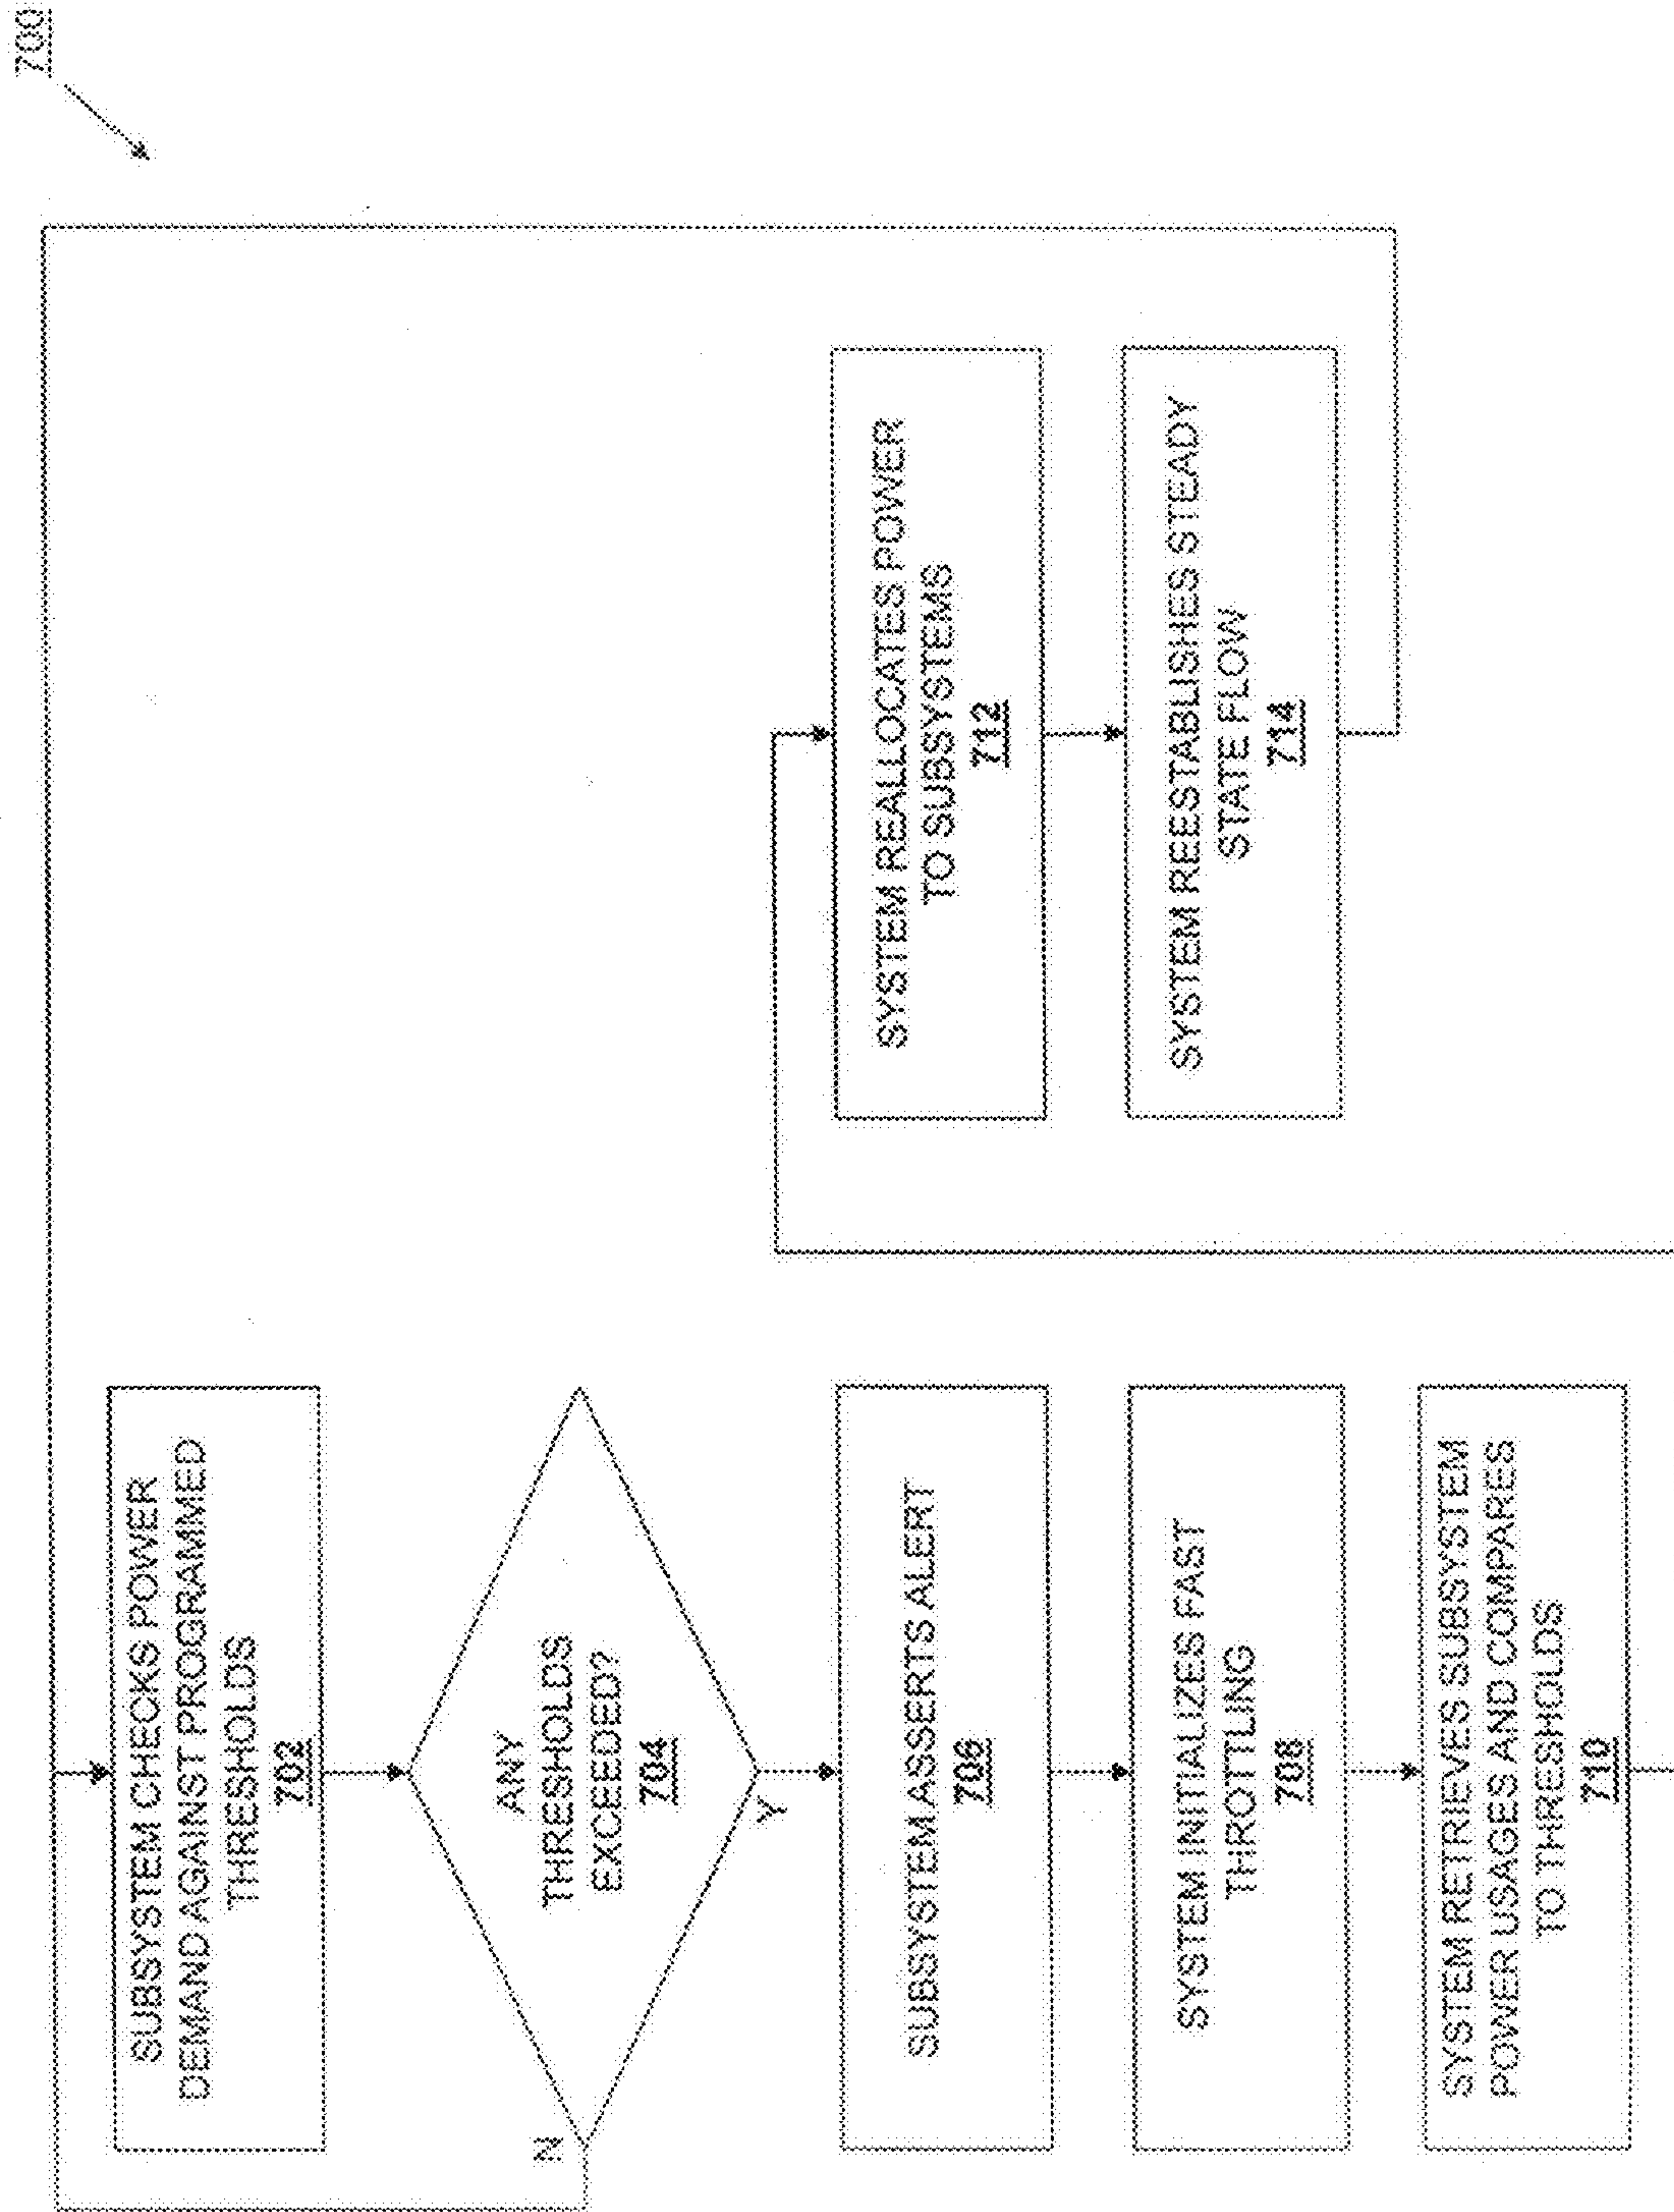 700
SUBSYSTEM CHECKS POWER
DEMAND AGAINST PROGRAMMED
THRESHOLDS
702
ANY
THRESHOLDS
EXCEEDED?
704
N
Y
SUBSYSTEM ASSERTS ALERT
706
SYSTEM INITIALIZES FAST
THROTTLING
708
SYSTEM RETRIEVES SUBSYSTEM
POWER USAGES AND COMPARES
TO THRESHOLDS
710
SYSTEM REALLOCATES POWER
TO SUBSYSTEMS
712
SYSTEM REESTABLISHES STEADY
STATE FLOW
714